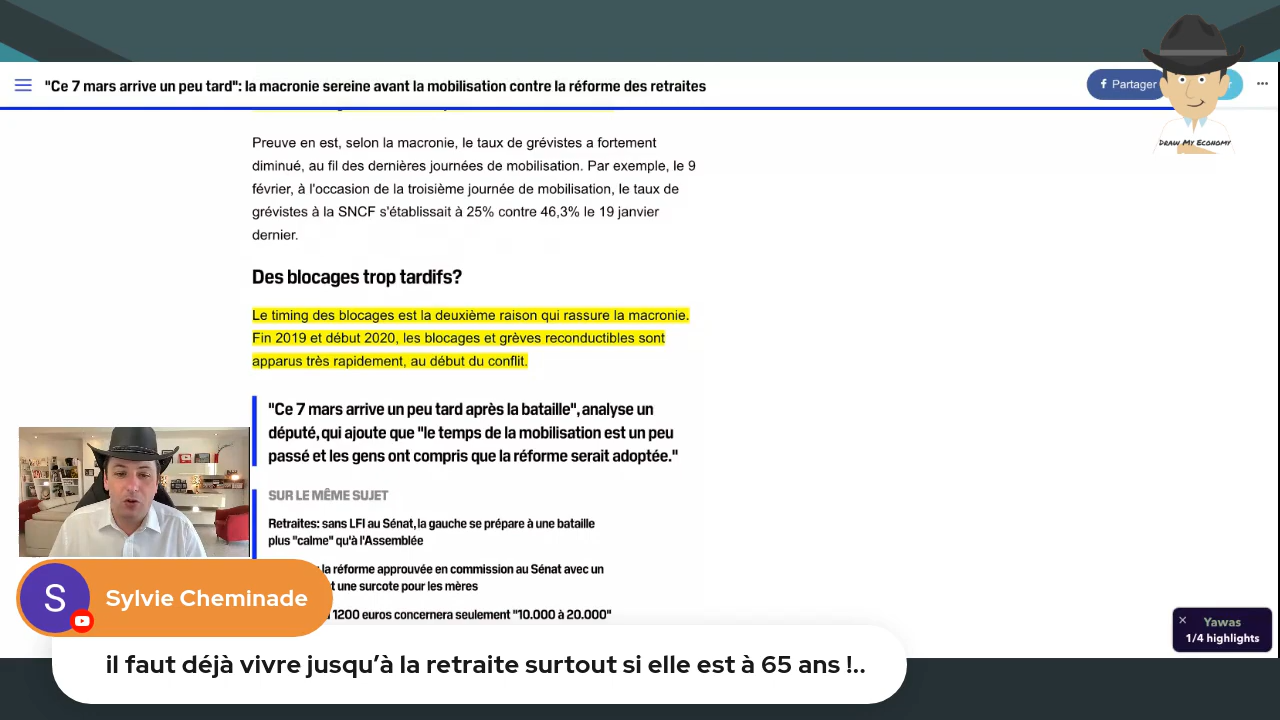 "Ce 7 mars arrive un peu tard": la macronie sereine avant la mobilisation contre la réforme des retraites
Partager
DRAW MY ECONOMY
Preuve en est, selon la macronie, le taux de grévistes a fortement
diminué, au fil des dernières journées de mobilisation. Par exemple, le 9
février, à l'occasion de la troisième journée de mobilisation, le taux de
grévistes à la SNCF s'établissait à 25% contre 46,3% le 19 janvier
dernier.
Des blocages trop tardifs?
Le timing des blocages est la deuxième raison qui rassure la macronie.
Fin 2019 et début 2020, les blocages et grèves reconductibles sont
apparus très rapidement, au début du conflit.
"Ce 7 mars arrive un peu tard après la bataille", analyse un
député, qui ajoute que "le temps de la mobilisation est un peu
passé et les gens ont compris que la réforme serait adoptée."
SUR LE MÊME SUJET
Retraites: sans LFI au Sénat, la gauche se prépare à une bataille
plus "calme" qu'à l'Assemblée
la réforme approuvée en commission au Sénat avec un
une surcote pour les mères
1200 euros concernera seulement "10.000 à 20.000"
S
Sylvie Cheminade
il faut déjà vivre jusqu'à la retraite surtout si elle est à 65 ans !..
Yawas
1/4 highlights